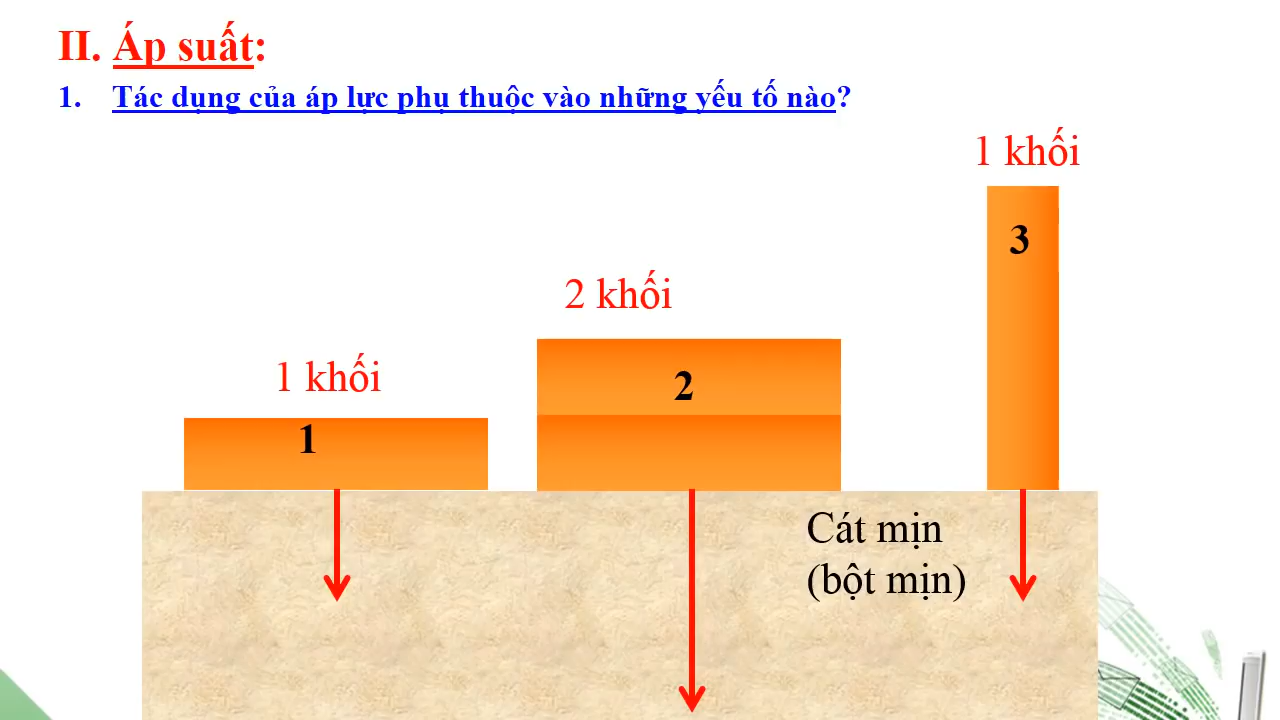 II. Áp suất:
1. Tác dụng của áp lực phụ thuộc vào những yếu tố nào?
1 khối
3
2 khối
2
1 khối
1
Cát mịn
(bột mịn)